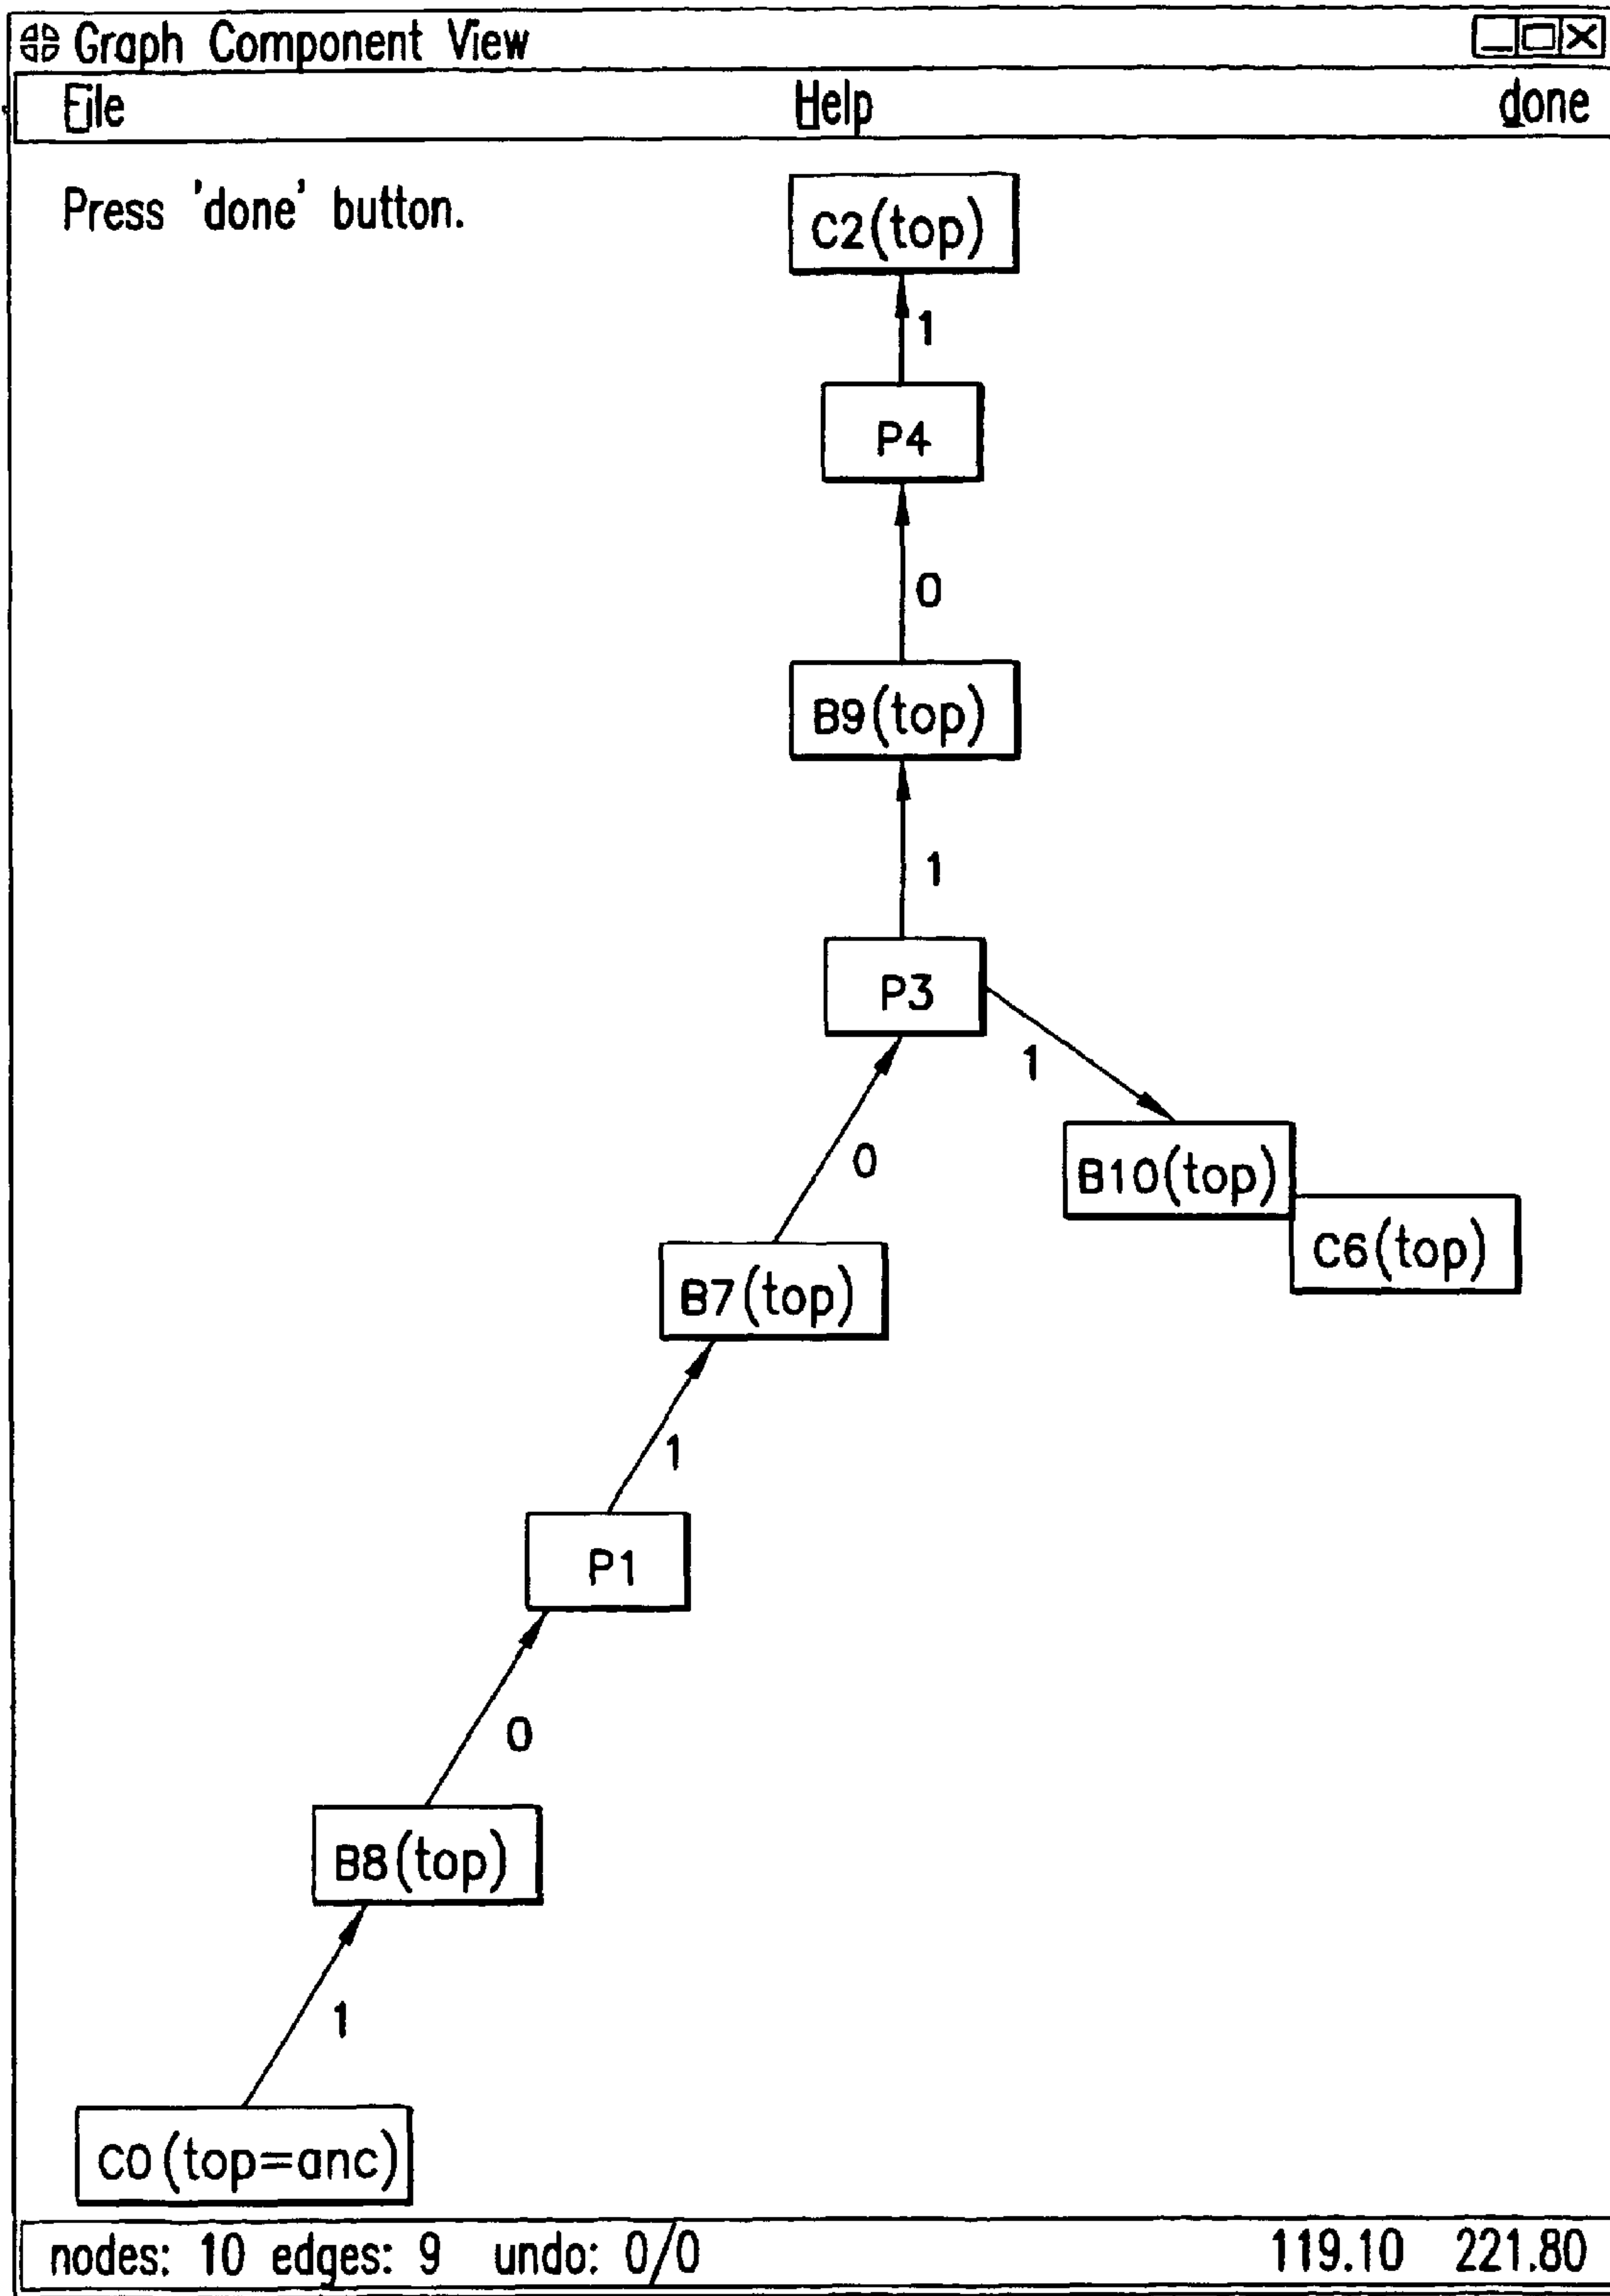 Graph Component View
File Help done
Press 'done' button.
C2(top)
1
P4
0
B9(top)
1
P3
1
0
B10(top)
C6(top)
B7(top)
1
P1
0
B8(top)
1
C0(top=anc)
nodes: 10 edges: 9 undo: 0/0 119.10 221.80